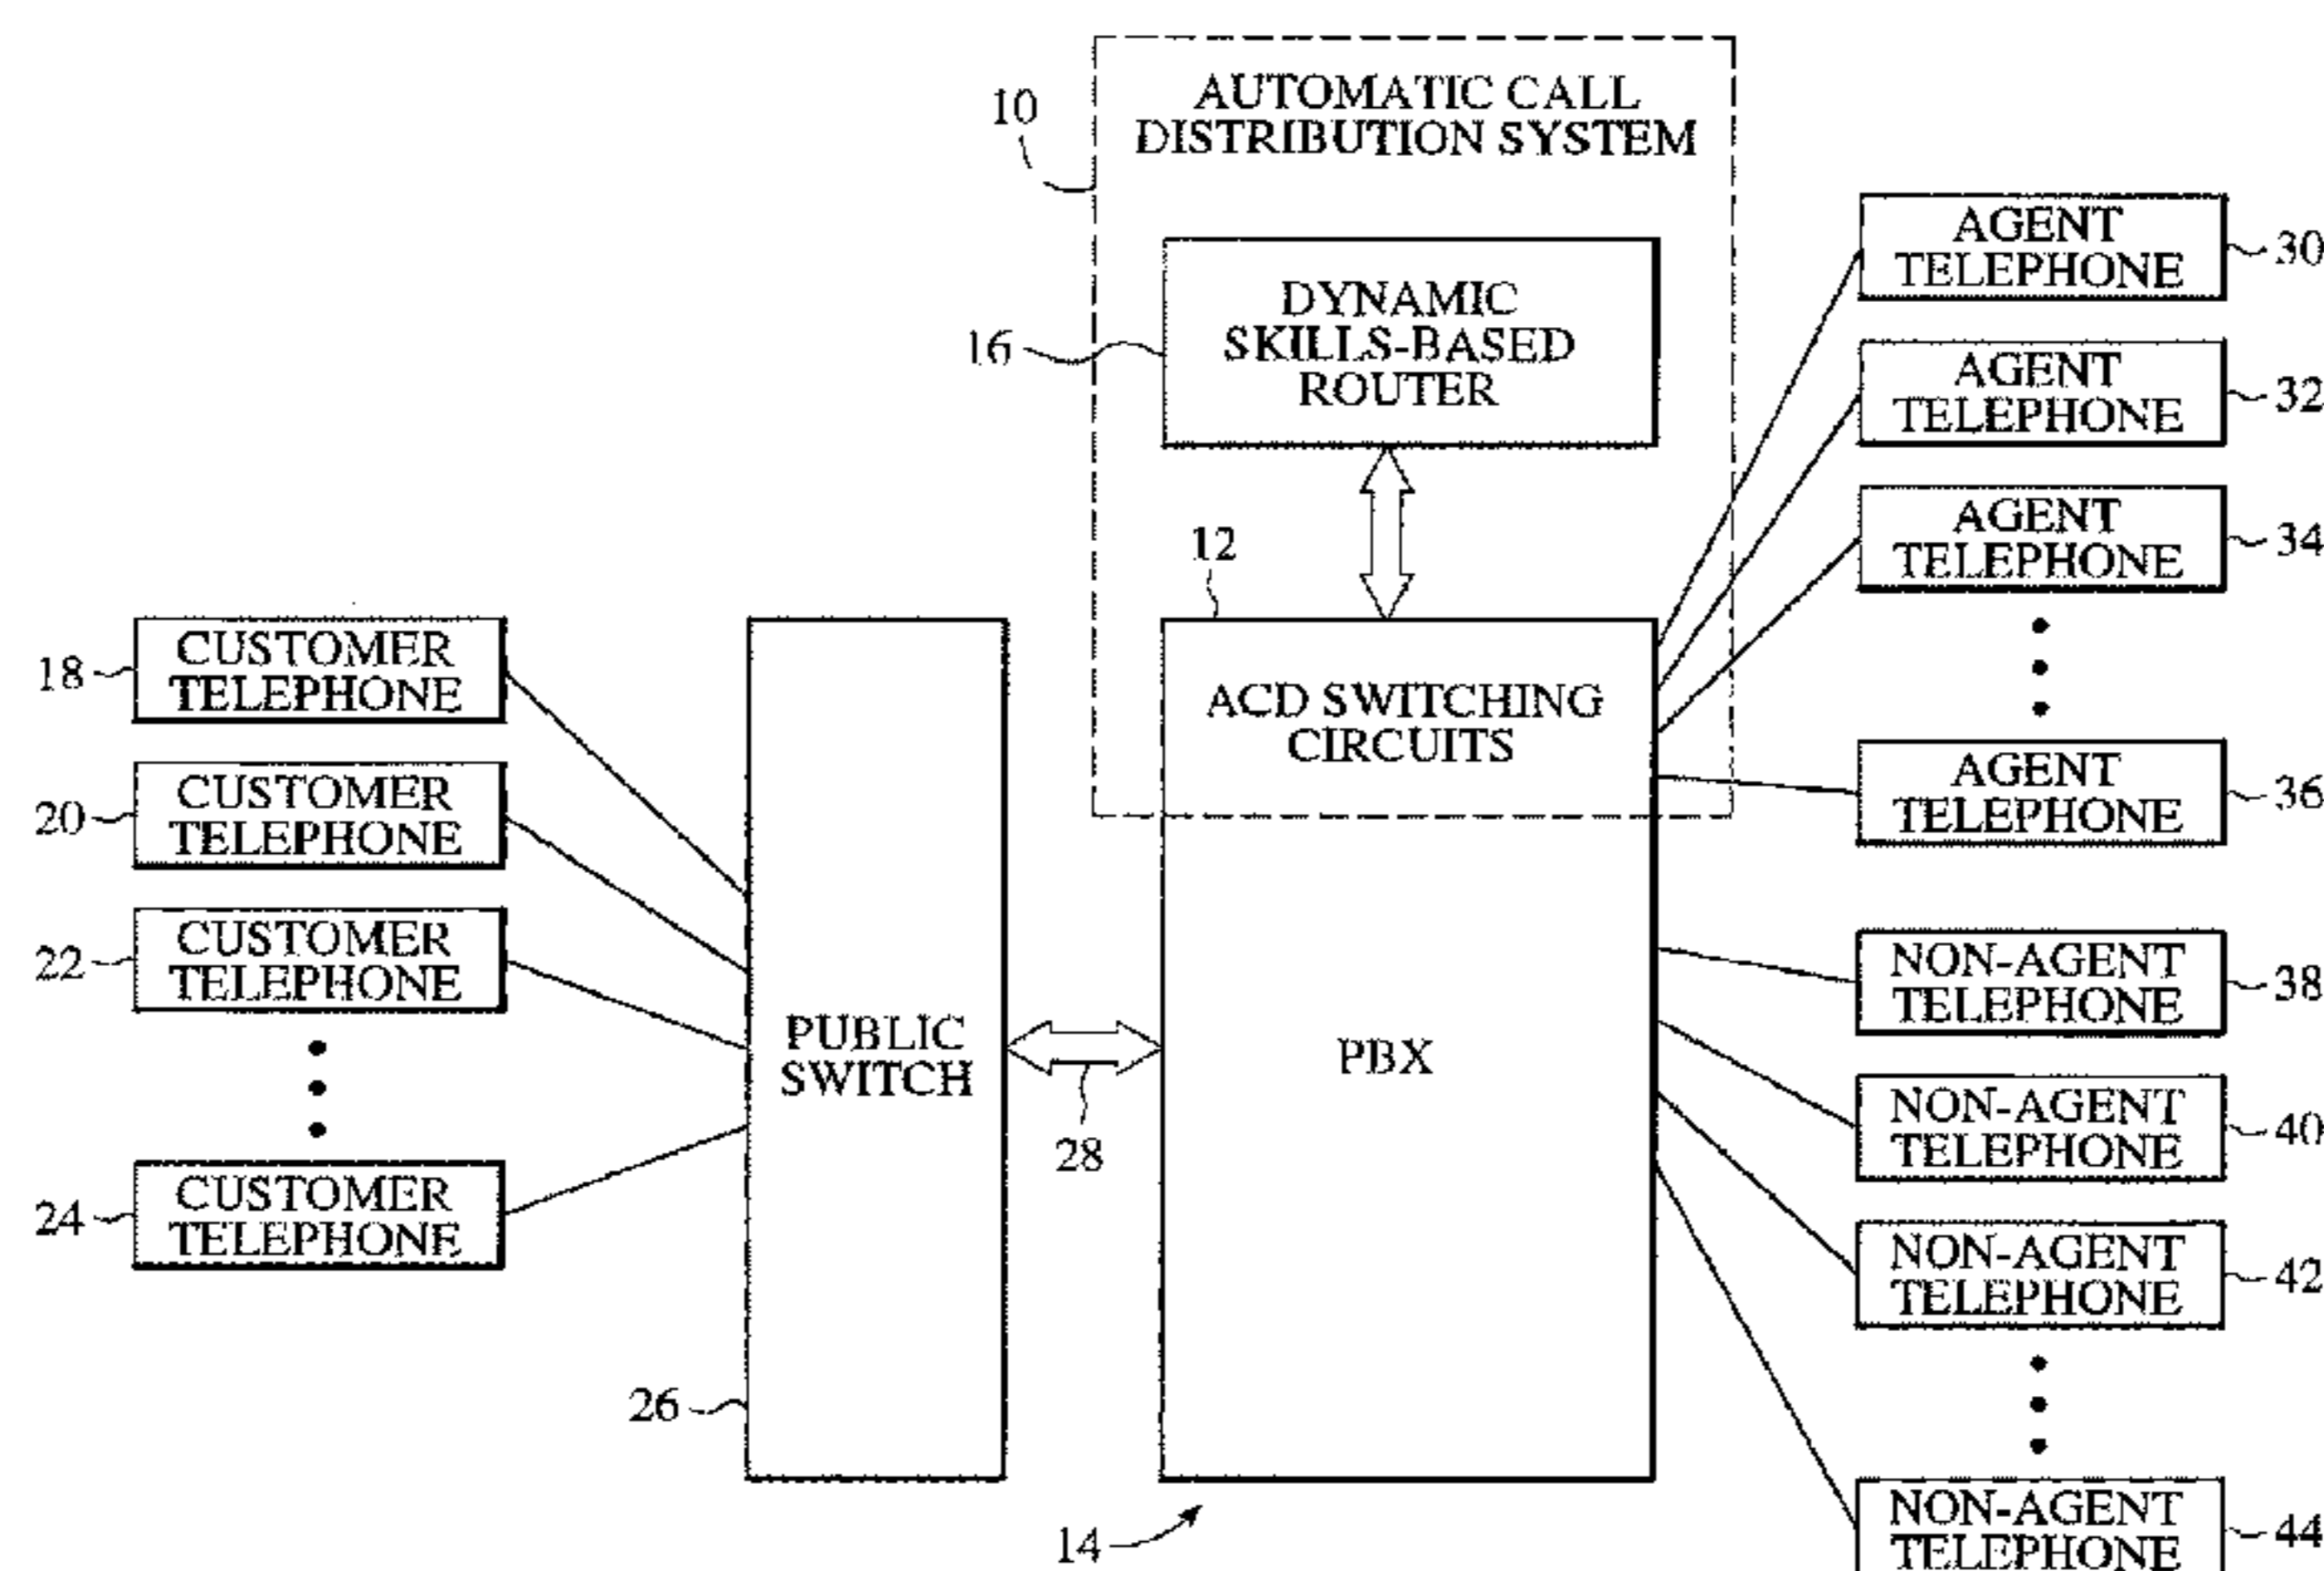 10
AUTOMATIC CALL
DISTRIBUTION SYSTEM
16
DYNAMIC
SKILLS-BASED
ROUTER
12
ACD SWITCHING
CIRCUITS
PBX
14
18
CUSTOMER
TELEPHONE
20
CUSTOMER
TELEPHONE
22
CUSTOMER
TELEPHONE
24
CUSTOMER
TELEPHONE
PUBLIC
SWITCH
26
28
AGENT
TELEPHONE
30
AGENT
TELEPHONE
32
AGENT
TELEPHONE
34
AGENT
TELEPHONE
36
NON-AGENT
TELEPHONE
38
NON-AGENT
TELEPHONE
40
NON-AGENT
TELEPHONE
42
NON-AGENT
TELEPHONE
44